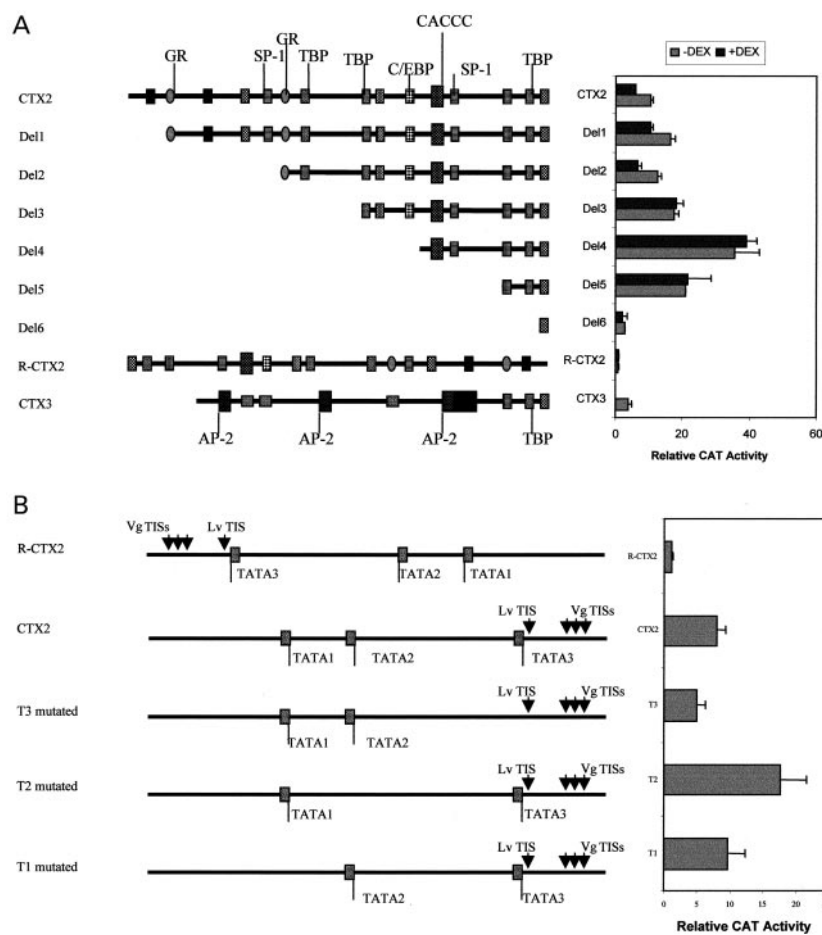 A
GR
SP-1
GR
TBP
TBP
C/EBP
CACCC
SP-1
TBP
-DEX
+DEX
CTX2
CTX2
Del1
Del1
Del2
Del2
Del3
Del3
Del4
Del4
Del5
Del5
Del6
Del6
R-CTX2
R-CTX2
CTX3
CTX3
AP-2
AP-2
AP-2
TBP
0 20 40 60
Relative CAT Activity
B
Vg TISs
Lv TIS
R-CTX2
TATA3
TATA2
TATA1
R-CTX2
Lv TIS
Vg TISs
CTX2
TATA1
TATA2
TATA3
CTX2
Lv TIS
Vg TISs
T3 mutated
TATA1
TATA2
T3
Lv TIS
Vg TISs
T2 mutated
TATA1
TATA3
T2
Lv TIS
Vg TISs
T1 mutated
TATA2
TATA3
T1
0 5 10 15 20
Relative CAT Activity